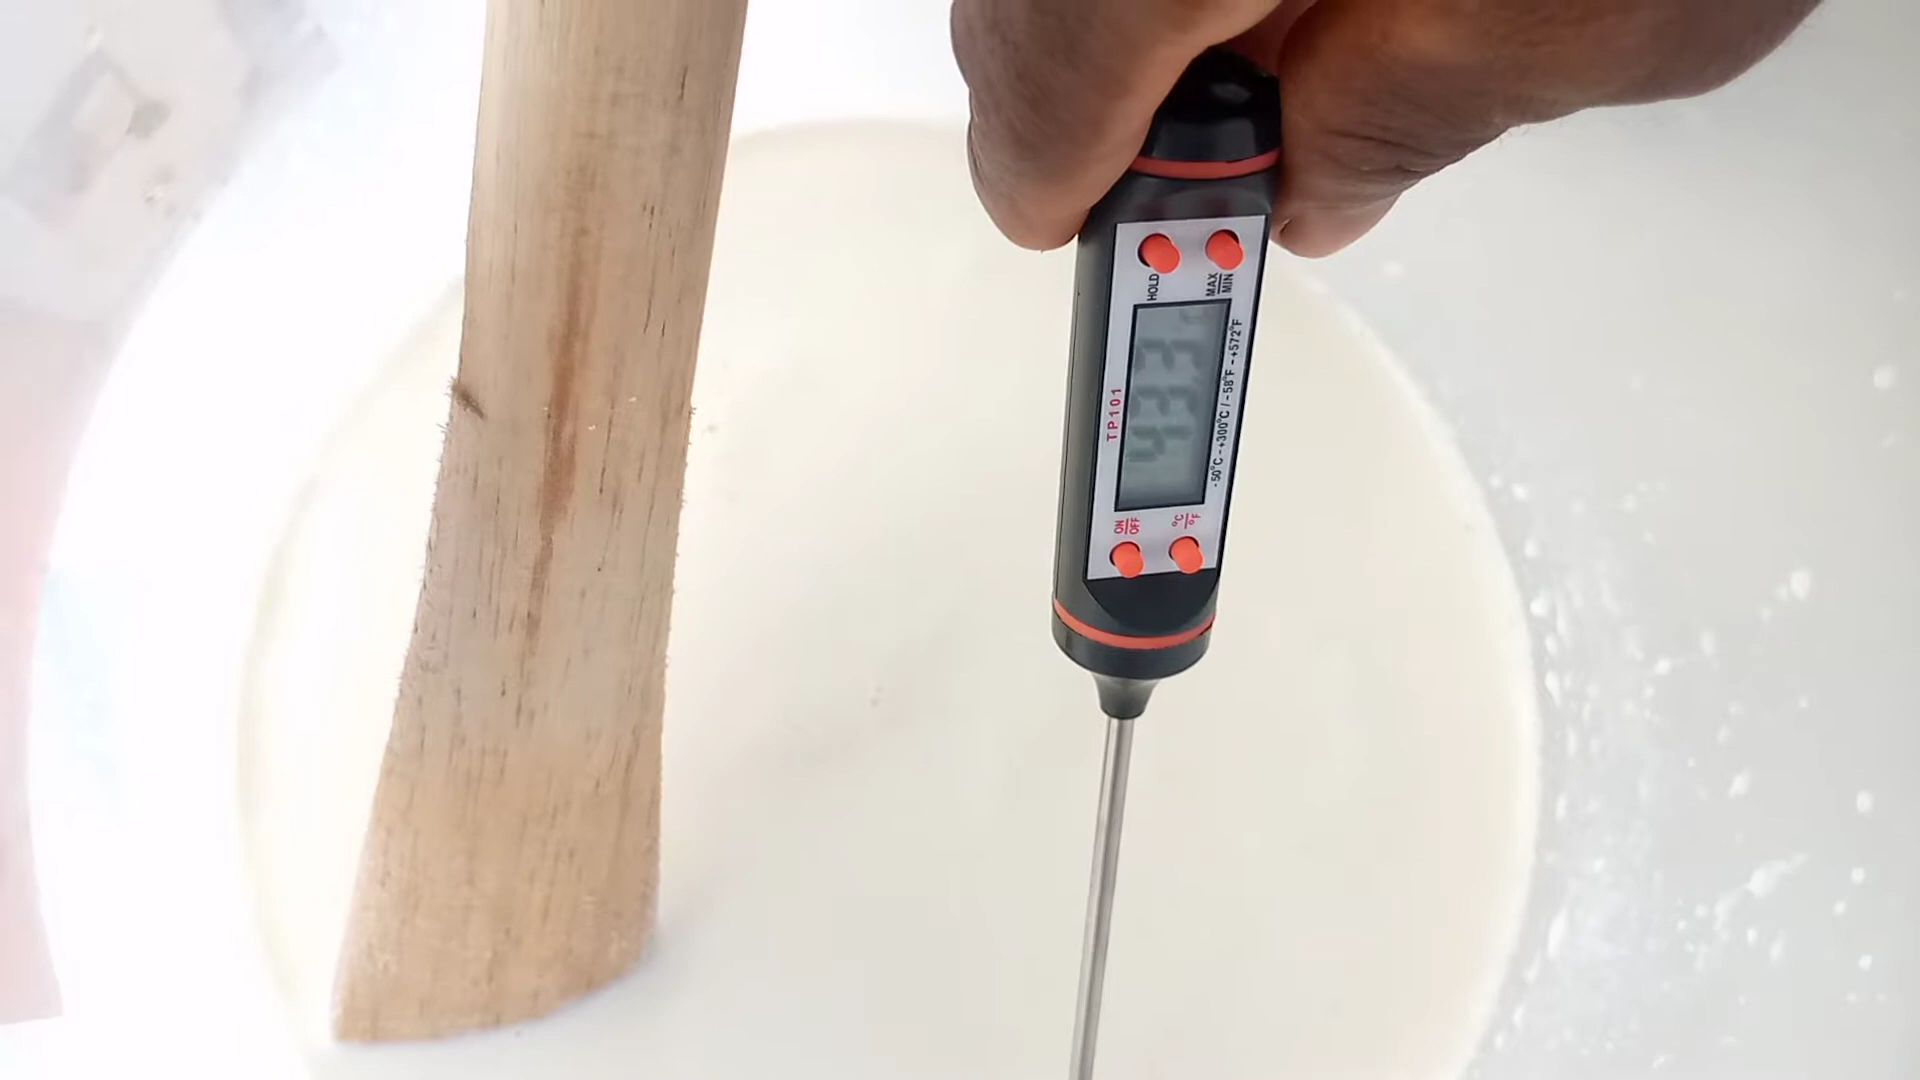 HOLD
MAX
MIN
TP101
-50°C-+300°C/-58°F-+572°F
ON
OFF
°C
°F